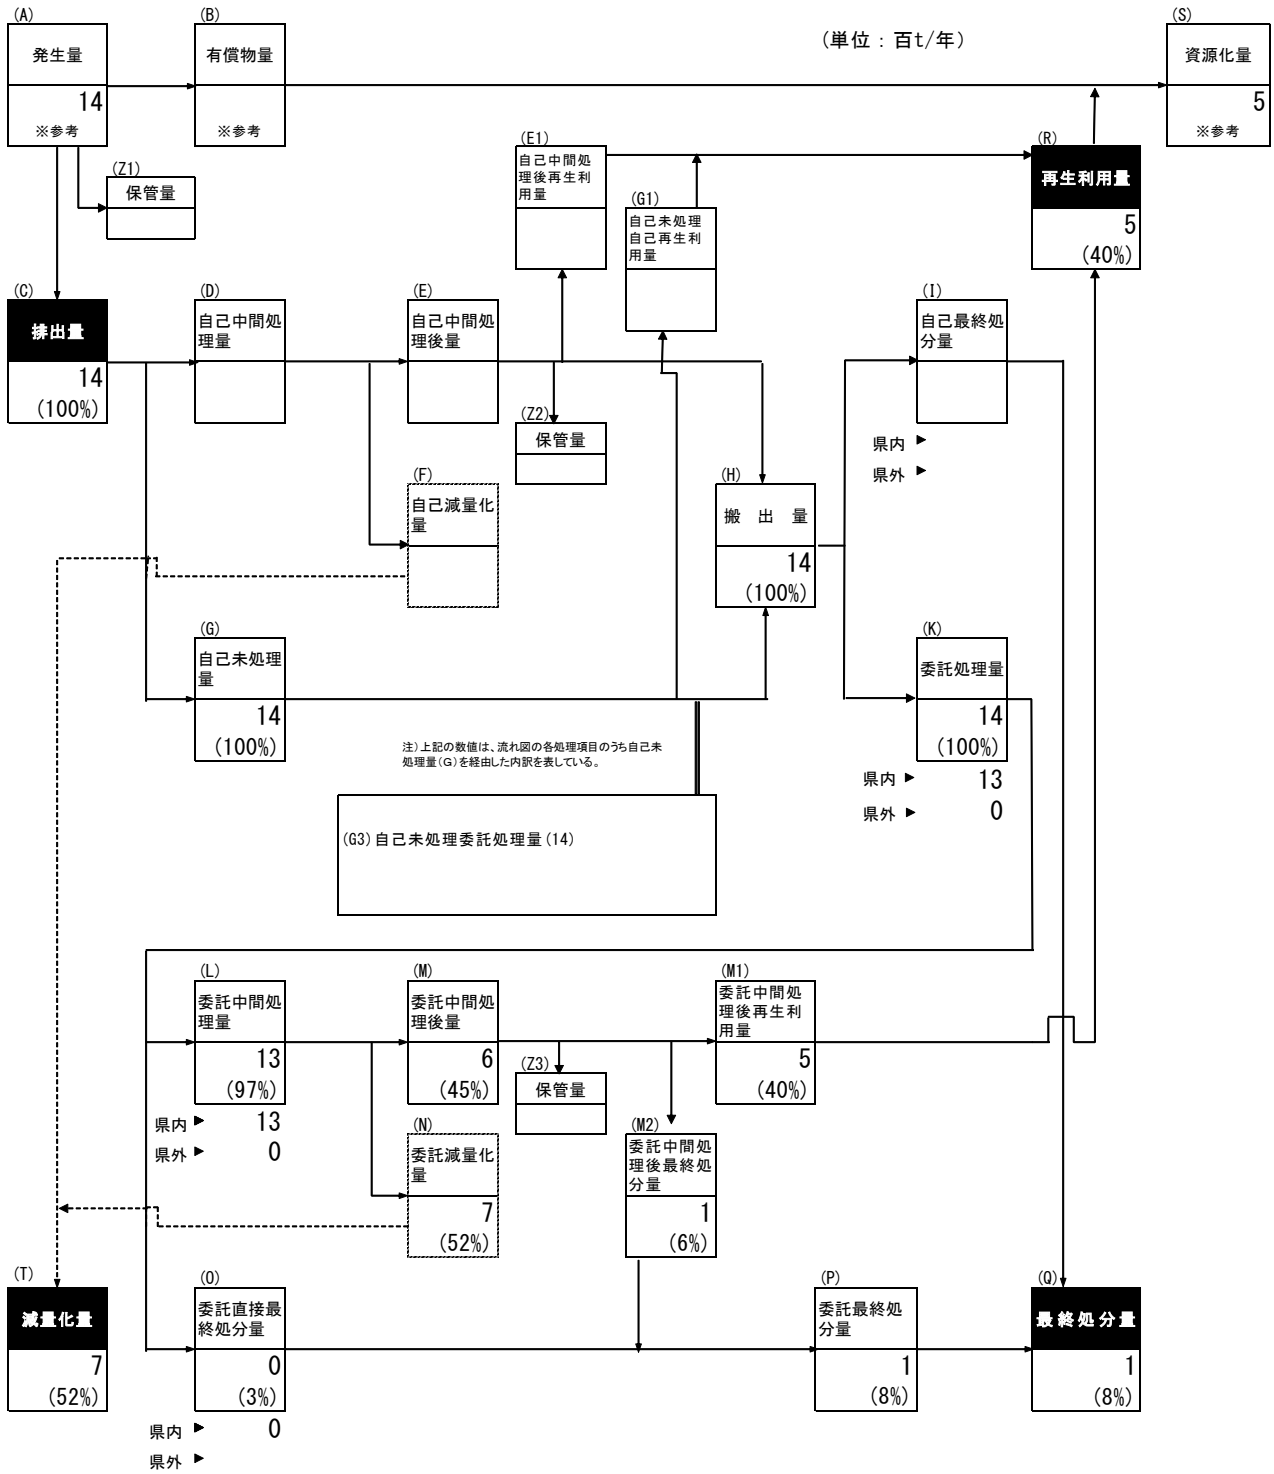 (A)
(B)
(S)
(単位：百t/年)
発生量
14
※参考
有償物量
※参考
資源化量
5
※参考
(Z1)
保管量
(E1)
自己中間処
理後再生利
用量
(G1)
自己未処理
自己再生利
用量
(R)
再生利用量
5
(40%)
(C)
排出量
14
(100%)
(D)
自己中間処
理量
(E)
自己中間処
理後量
(I)
自己最終処
分量
県内 ▶
県外 ▶
(Z2)
保管量
(F)
自己減量化
量
(H)
搬 出 量
14
(100%)
(G)
自己未処理
量
14
(100%)
(K)
委託処理量
14
(100%)
県内 ▶ 13
県外 ▶ 0
注)上記の数値は、流れ図の各処理項目のうち自己未
処理量(G)を経由した内訳を表している。
(G3)自己未処理委託処理量(14)
(L)
委託中間処
理量
13
(97%)
県内 ▶ 13
県外 ▶ 0
(M)
委託中間処
理後量
6
(45%)
(M1)
委託中間処
理後再生利
用量
5
(40%)
(Z3)
保管量
(N)
委託減量化
量
7
(52%)
(M2)
委託中間処
理後最終処
分量
1
(6%)
(T)
減量化量
7
(52%)
(O)
委託直接最
終処分量
0
(3%)
県内 ▶ 0
県外 ▶
(P)
委託最終処
分量
1
(8%)
(Q)
最終処分量
1
(8%)